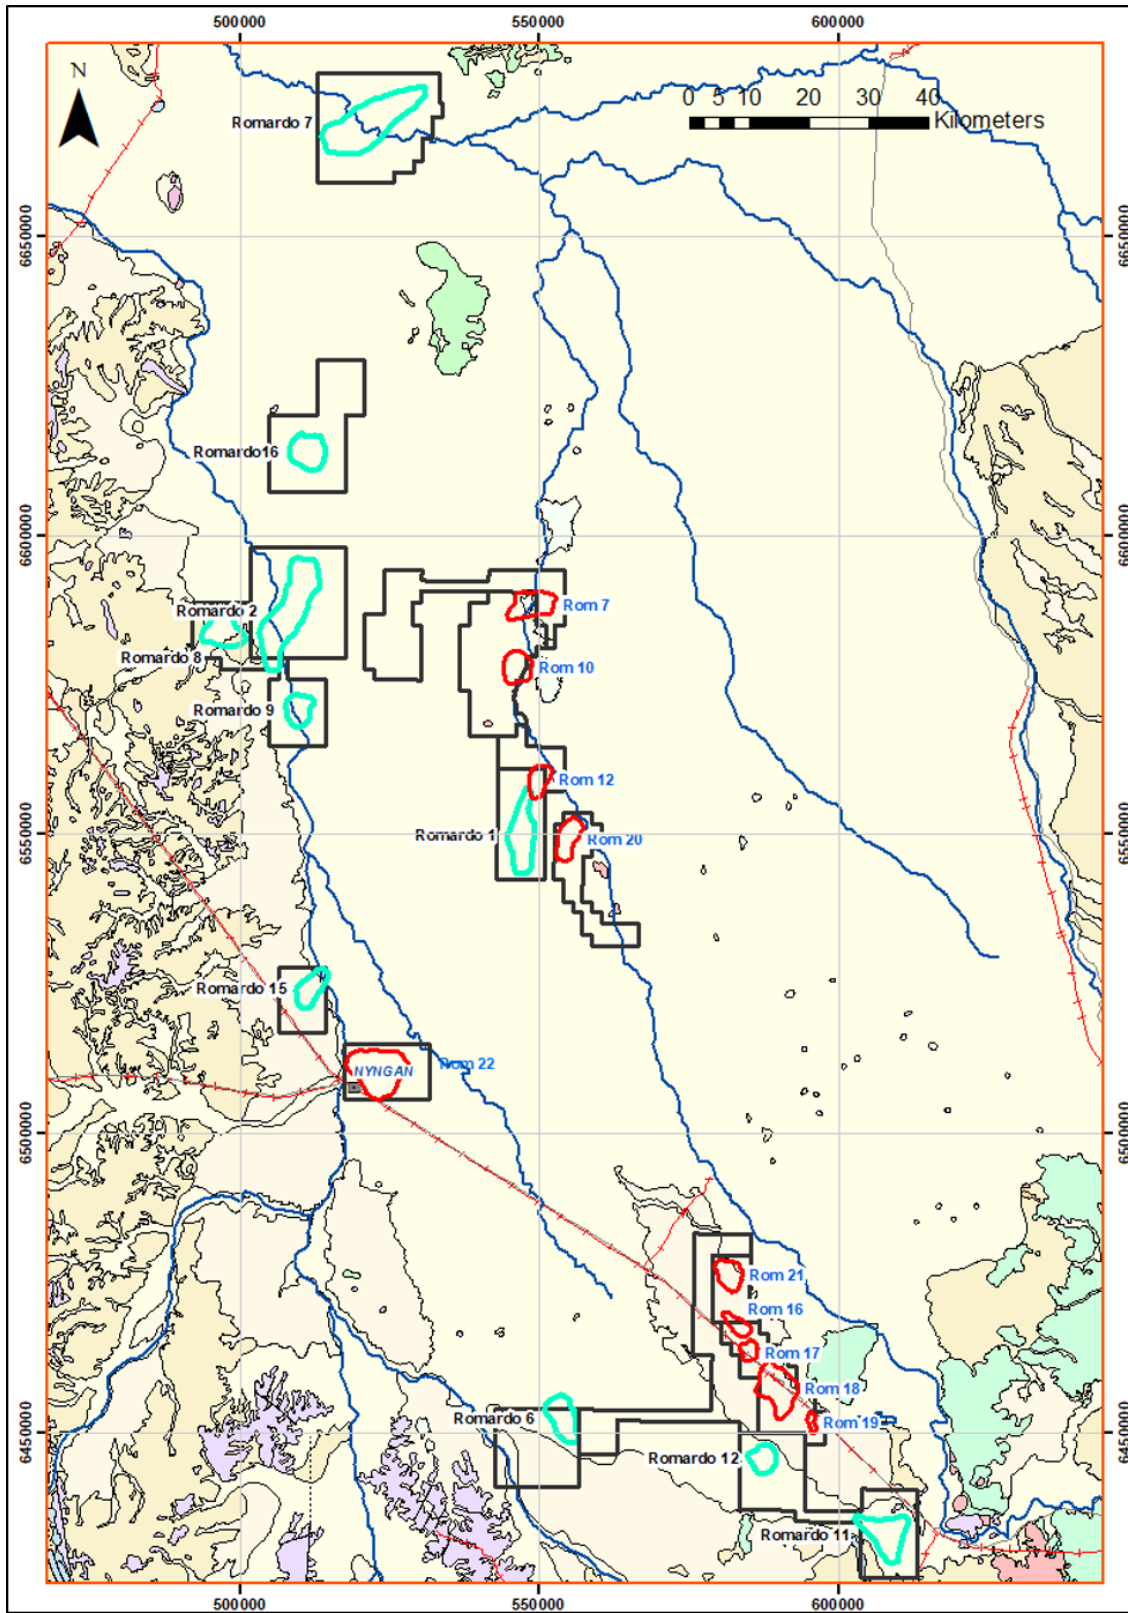 500000 550000 600000
N
0 5 10 20 30 40
Kilometers
Romardo 7
6650000 6650000
Romardo16
6600000 6600000
Romardo 2
Rom 7
Romardo 8
Rom 10
Romardo 9
Rom 12
Romardo 1
6550000 6550000
Rom 20
Romardo 15
NYNGAN
Rom 22
6500000 6500000
Rom 21
Rom 16
Rom 17
Rom 18
Romardo 6
Rom 19
6450000 6450000
Romardo 12
Romardo 11
500000 550000 600000